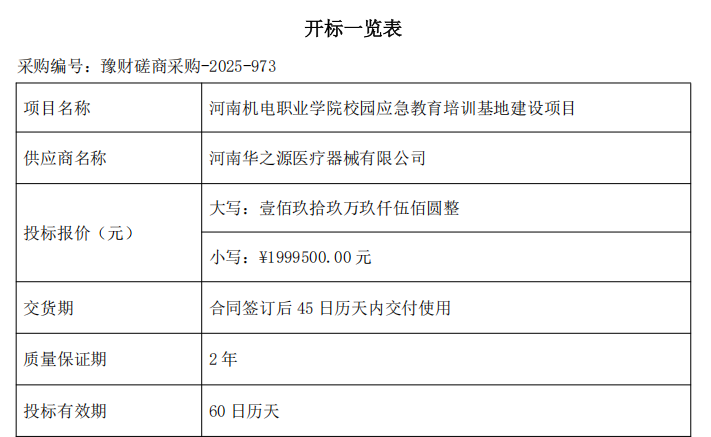 开标一览表
采购编号：豫财磋商采购-2025-973
项目名称
河南机电职业学院校园应急教育培训基地建设项目
供应商名称
河南华之源医疗器械有限公司
投标报价（元）
大写：壹佰玖拾玖万玖仟伍佰圆整
小写：¥1999500.00 元
交货期
合同签订后 45 日历天内交付使用
质量保证期
2 年
投标有效期
60 日历天